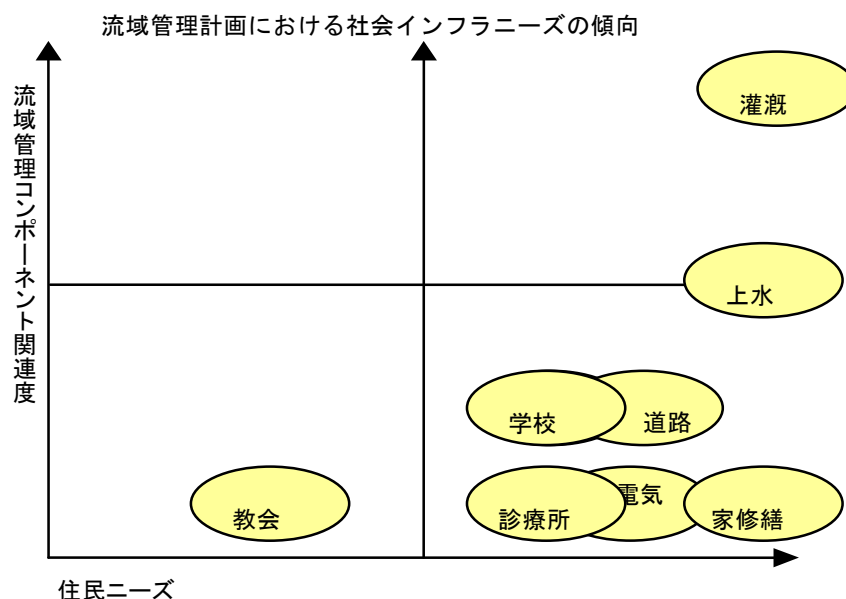 流域管理計画における社会インフラニーズの傾向
流域管理コンポーネント関連度
灌漑
上水
学校
道路
教会
診療所
電気
家修繕
住民ニーズ